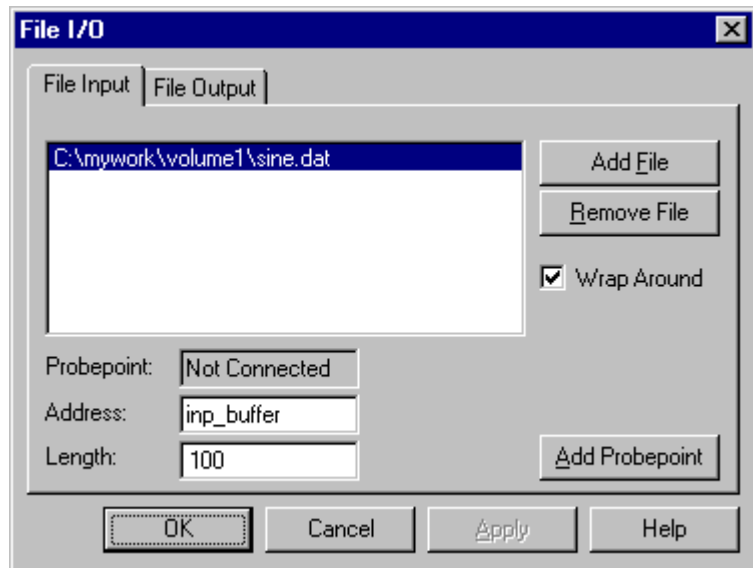 File I/O
File Input File Output
C:\mywork\volume1\sine.dat
Add File
Remove File
Wrap Around
Probepoint: Not Connected
Address: inp_buffer
Length: 100
Add Probepoint
OK Cancel Apply Help